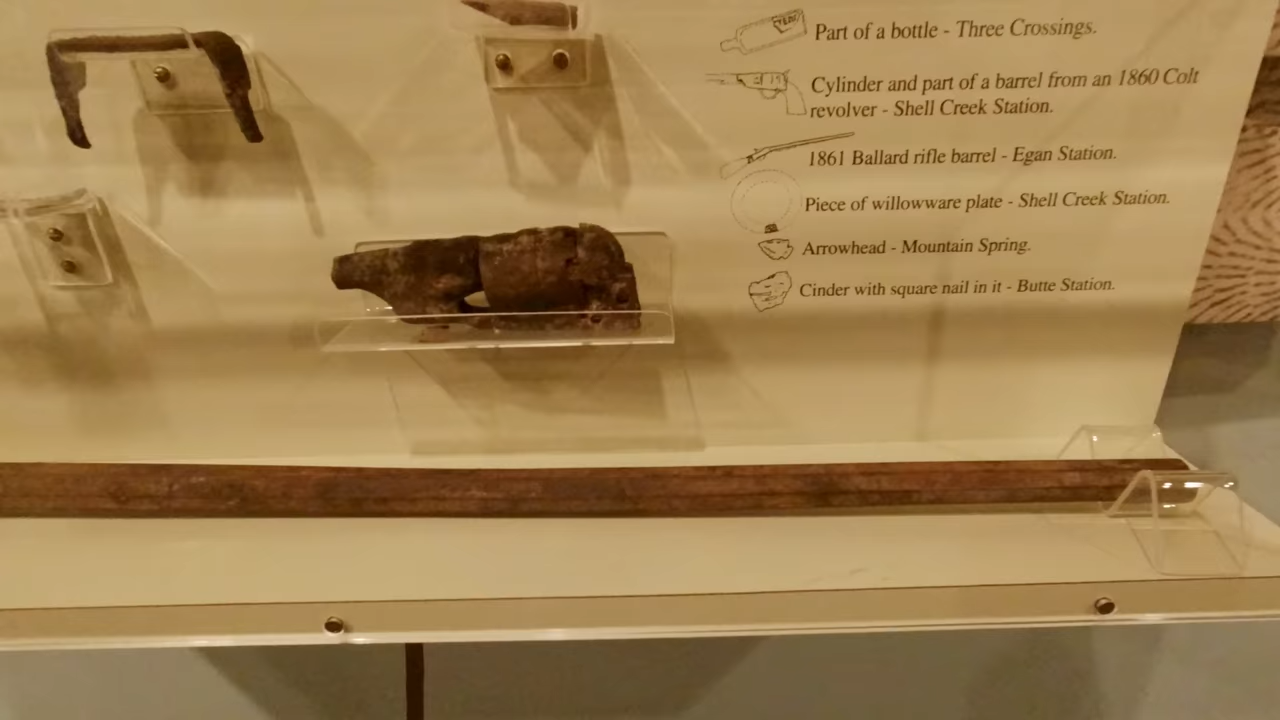 Part of a bottle - Three Crossings.
Cylinder and part of a barrel from an 1860 Colt
revolver - Shell Creek Station.
1861 Ballard rifle barrel - Egan Station.
Piece of willowware plate - Shell Creek Station.
Arrowhead - Mountain Spring.
Cinder with square nail in it - Butte Station.